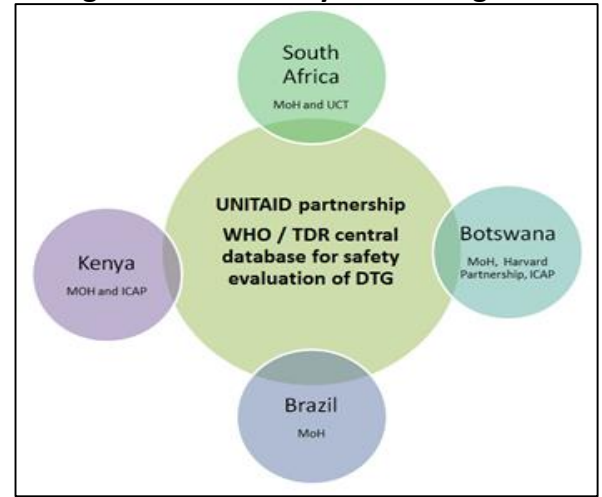 South
Africa
MoH and UCT
UNITAID partnership
WHO / TDR central
database for safety
evaluation of DTG
Kenya
MOH and ICAP
Botswana
MoH, Harvard
Partnership, ICAP
Brazil
MoH